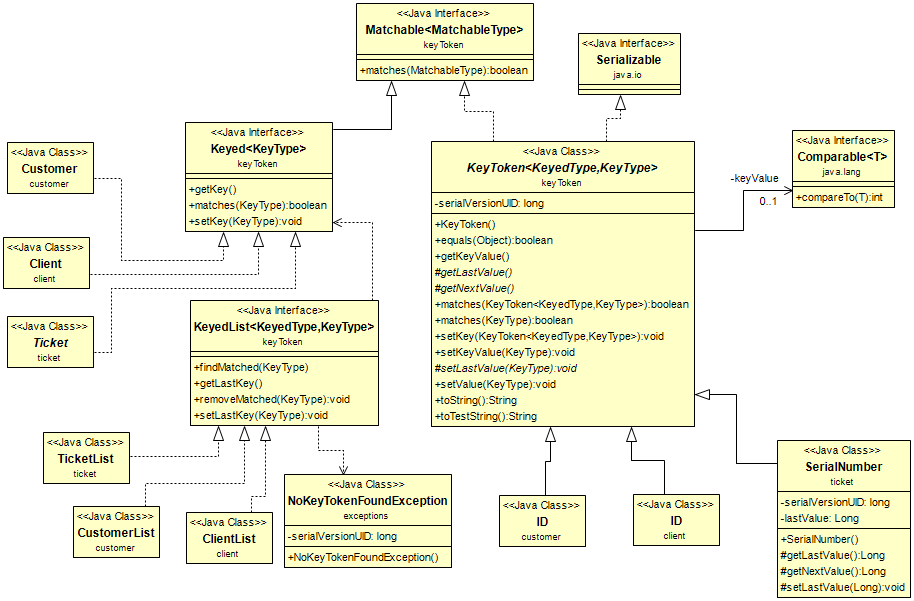 <<Java Interface>>
Matchable<MatchableType>
keyToken
+matches(MatchableType):boolean
<<Java Interface>>
Serializable
java.io
<<Java Interface>>
Keyed<KeyType>
keyToken
+getKey()
+matches(KeyType):boolean
+setKey(KeyType):void
<<Java Class>>
Customer
customer
<<Java Class>>
Client
client
<<Java Class>>
Ticket
ticket
<<Java Class>>
KeyToken<KeyedType,KeyType>
keyToken
-serialVersionUID: long
+KeyToken()
+equals(Object):boolean
+getKeyValue()
#getLastValue()
#getNextValue()
+matches(KeyToken<KeyedType,KeyType>):boolean
+matches(KeyType):boolean
+setKey(KeyToken<KeyedType,KeyType>):void
+setKeyValue(KeyType):void
#setLastValue(KeyType):void
+setValue(KeyType):void
+toString():String
+toTestString():String
-keyValue
0..1
<<Java Interface>>
Comparable<T>
java.lang
+compareTo(T):int
<<Java Interface>>
KeyedList<KeyedType,KeyType>
keyToken
+findMatched(KeyType)
+getLastKey()
+removeMatched(KeyType):void
+setLastKey(KeyType):void
<<Java Class>>
TicketList
ticket
<<Java Class>>
CustomerList
customer
<<Java Class>>
ClientList
client
<<Java Class>>
NoKeyTokenFoundException
exceptions
-serialVersionUID: long
+NoKeyTokenFoundException()
<<Java Class>>
ID
customer
<<Java Class>>
ID
client
<<Java Class>>
SerialNumber
ticket
-serialVersionUID: long
-lastValue: Long
+SerialNumber()
#getLastValue():Long
#getNextValue():Long
#setLastValue(Long):void